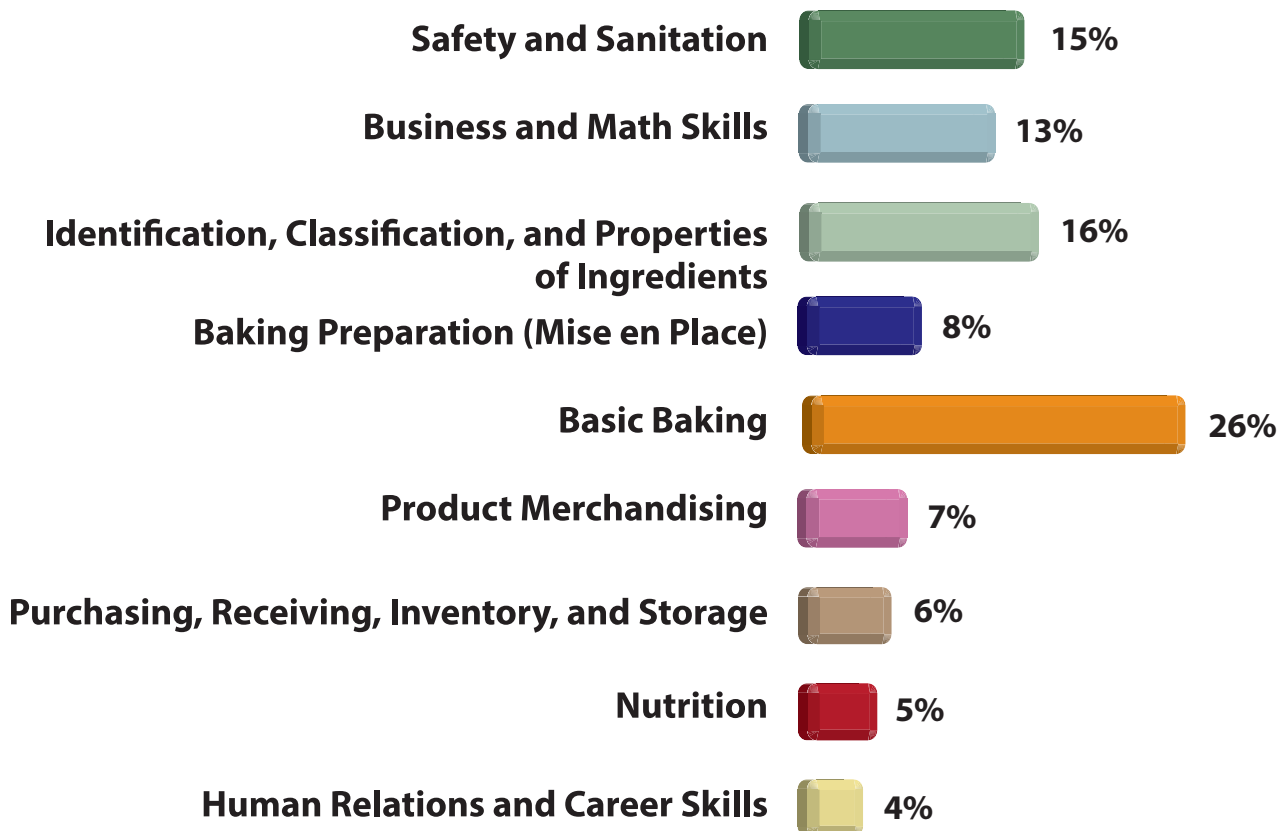 Safety and Sanitation 15%
Business and Math Skills 13%
Identification, Classification, and Properties 16%
of Ingredients
Baking Preparation (Mise en Place) 8%
Basic Baking 26%
Product Merchandising 7%
Purchasing, Receiving, Inventory, and Storage 6%
Nutrition 5%
Human Relations and Career Skills 4%